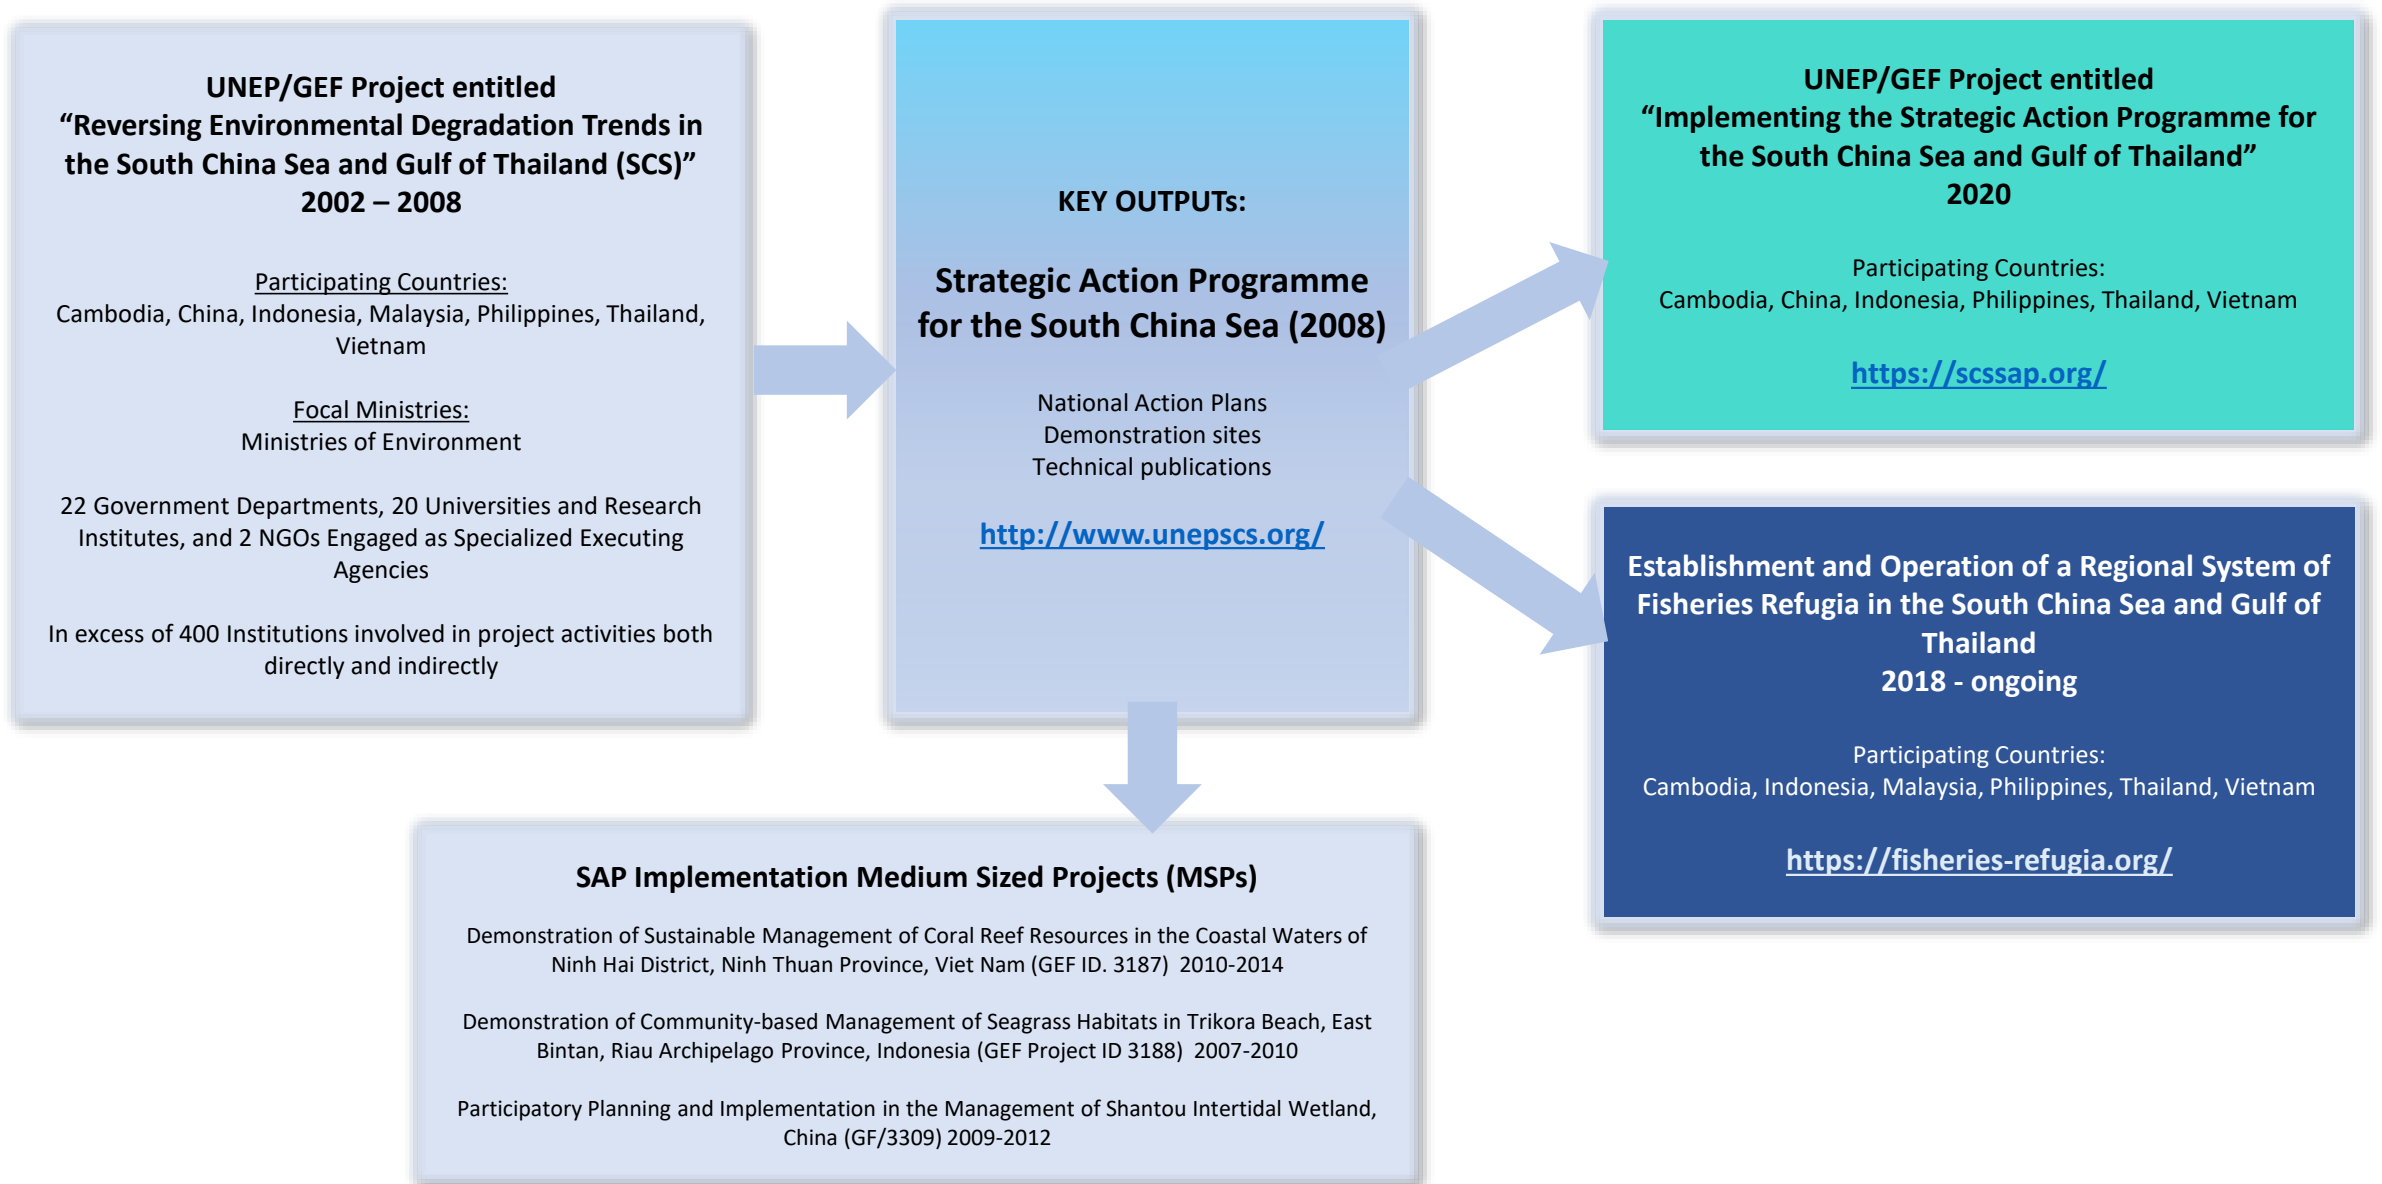 UNEP/GEF Project entitled
“Reversing Environmental Degradation Trends in
the South China Sea and Gulf of Thailand (SCS)”
2002 – 2008
Participating Countries:
Cambodia, China, Indonesia, Malaysia, Philippines, Thailand,
Vietnam
Focal Ministries:
Ministries of Environment
22 Government Departments, 20 Universities and Research
Institutes, and 2 NGOs Engaged as Specialized Executing
Agencies
In excess of 400 Institutions involved in project activities both
directly and indirectly
KEY OUTPUTs:
Strategic Action Programme
for the South China Sea (2008)
National Action Plans
Demonstration sites
Technical publications
http://www.unepscs.org/
UNEP/GEF Project entitled
“Implementing the Strategic Action Programme for
the South China Sea and Gulf of Thailand”
2020
Participating Countries:
Cambodia, China, Indonesia, Philippines, Thailand, Vietnam
https://scssap.org/
Establishment and Operation of a Regional System of
Fisheries Refugia in the South China Sea and Gulf of
Thailand
2018 - ongoing
Participating Countries:
Cambodia, Indonesia, Malaysia, Philippines, Thailand, Vietnam
https://fisheries-refugia.org/
SAP Implementation Medium Sized Projects (MSPs)
Demonstration of Sustainable Management of Coral Reef Resources in the Coastal Waters of
Ninh Hai District, Ninh Thuan Province, Viet Nam (GEF ID. 3187) 2010-2014
Demonstration of Community-based Management of Seagrass Habitats in Trikora Beach, East
Bintan, Riau Archipelago Province, Indonesia (GEF Project ID 3188) 2007-2010
Participatory Planning and Implementation in the Management of Shantou Intertidal Wetland,
China (GF/3309) 2009-2012